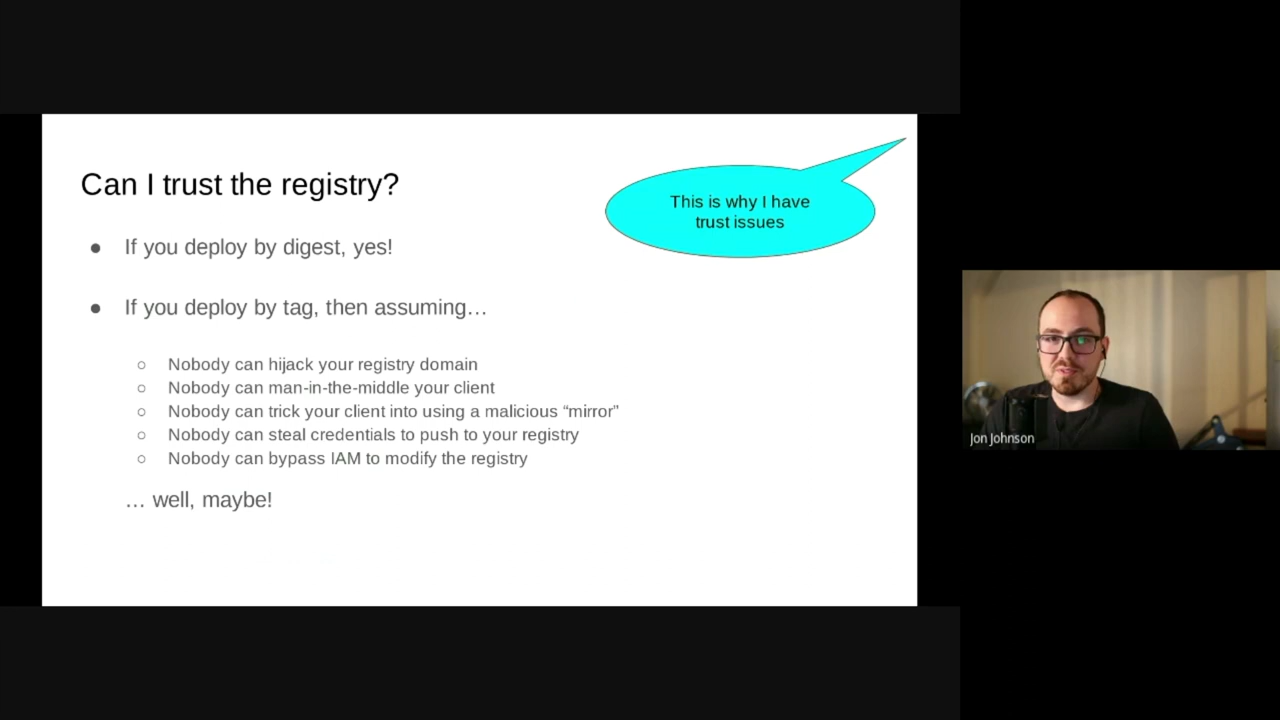 Can I trust the registry?
This is why I have
trust issues
● If you deploy by digest, yes!
● If you deploy by tag, then assuming…
○ Nobody can hijack your registry domain
○ Nobody can man-in-the-middle your client
○ Nobody can trick your client into using a malicious “mirror”
○ Nobody can steal credentials to push to your registry
○ Nobody can bypass IAM to modify the registry
… well, maybe!
Jon Johnson